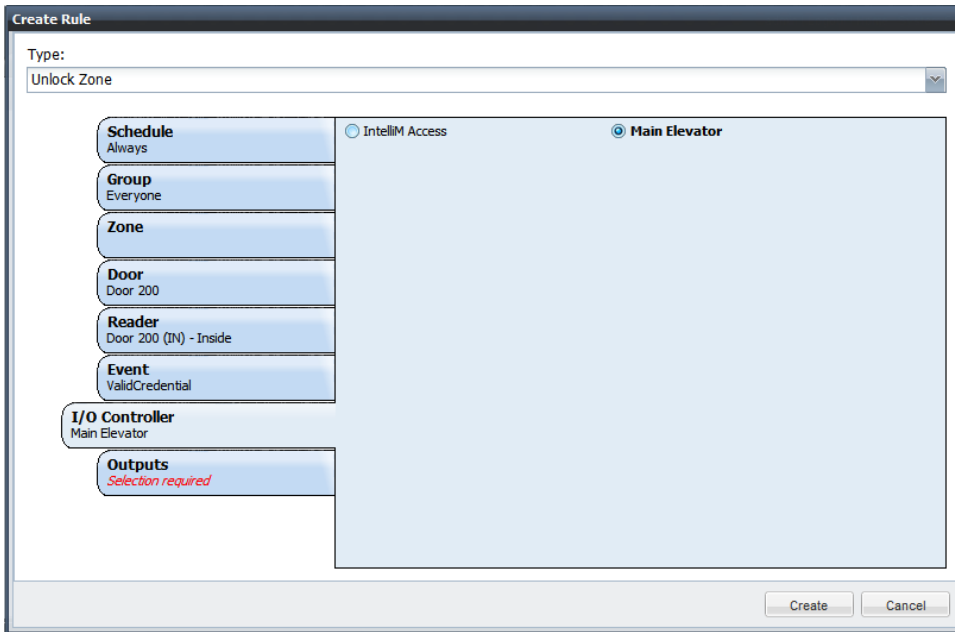 Create Rule
Type:
Unlock Zone
Schedule
Always
Group
Everyone
Zone
Door
Door 200
Reader
Door 200 (IN) - Inside
Event
ValidCredential
I/O Controller
Main Elevator
Outputs
Selection required
IntelliM Access
Main Elevator
Create
Cancel